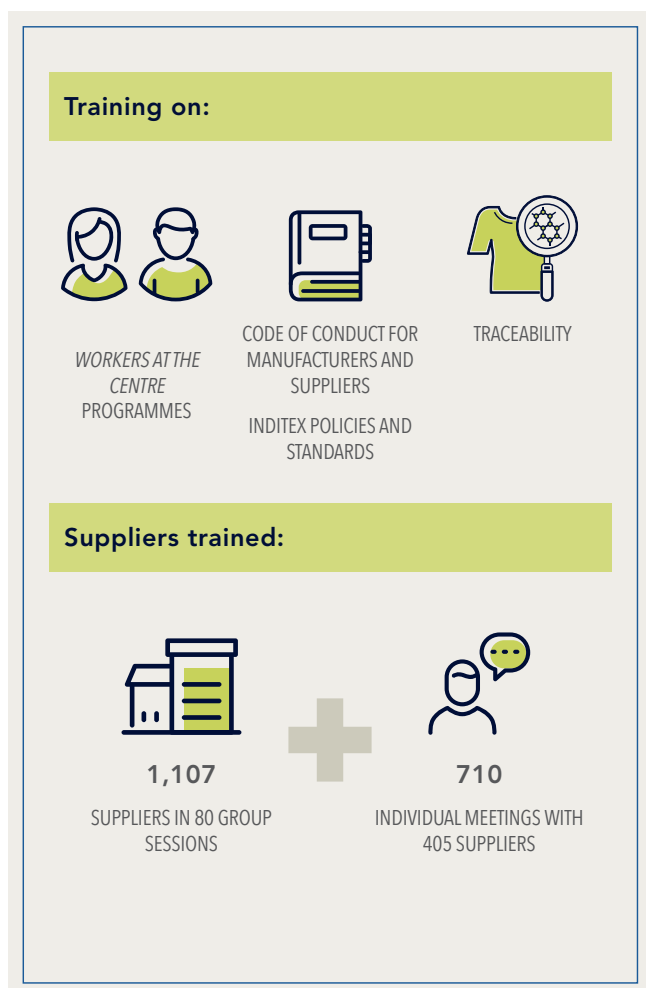 Training on:
WORKERS AT THE
CENTRE
PROGRAMMES
CODE OF CONDUCT FOR
MANUFACTURERS AND
SUPPLIERS
INDITEX POLICIES AND
STANDARDS
TRACEABILITY
Suppliers trained:
1,107
SUPPLIERS IN 80 GROUP
SESSIONS
710
INDIVIDUAL MEETINGS WITH
405 SUPPLIERS